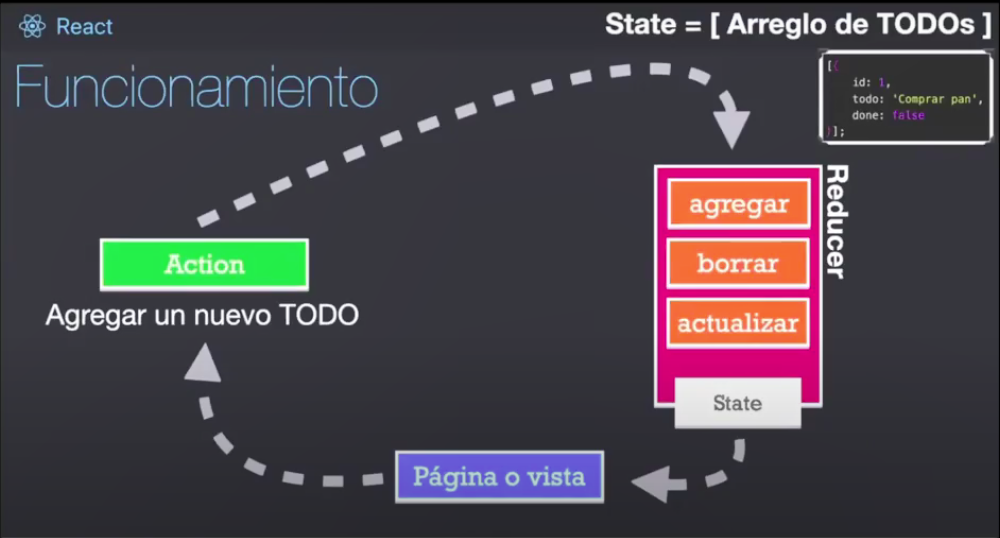 React
State = [ Arreglo de TODOs ]
Funcionamiento
[{
id: 1,
todo: 'Comprar pan',
done: false
}];
Reducer
agregar
borrar
actualizar
State
Action
Agregar un nuevo TODO
Página o vista